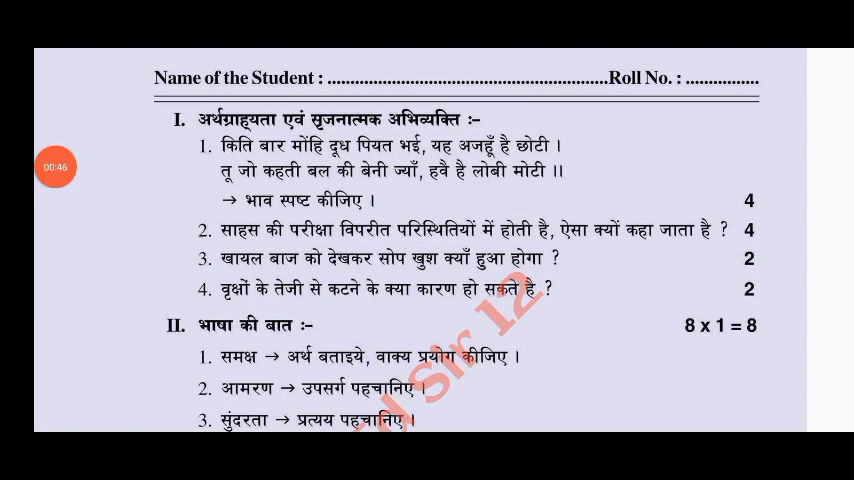 Name of the Student : ............................................................Roll No. : ................
I. अर्थग्राह्यता एवं सृजनात्मक अभिव्यक्ति :-
1. किति बार मोंहि दूध पियत भई, यह अजहूँ है छोटी ।
तू जो कहती बल की बेनी ज्यौं, हवै है लोबी मोटी ।।
→ भाव स्पष्ट कीजिए । 4
2. साहस की परीक्षा विपरीत परिस्थितियों में होती है, ऐसा क्यों कहा जाता है ? 4
3. खायल बाज को देखकर सोप खुश क्यौं हुआ होगा ? 2
4. वृक्षों के तेजी से कटने के क्या कारण हो सकते है ? 2
II. भाषा की बात :- 8 x 1 = 8
1. समक्ष → अर्थ बताइये, वाक्य प्रयोग कीजिए ।
2. आमरण → उपसर्ग पहचानिए ।
3. सुंदरता → प्रत्यय पहचानिए ।
00:46
Sir 12